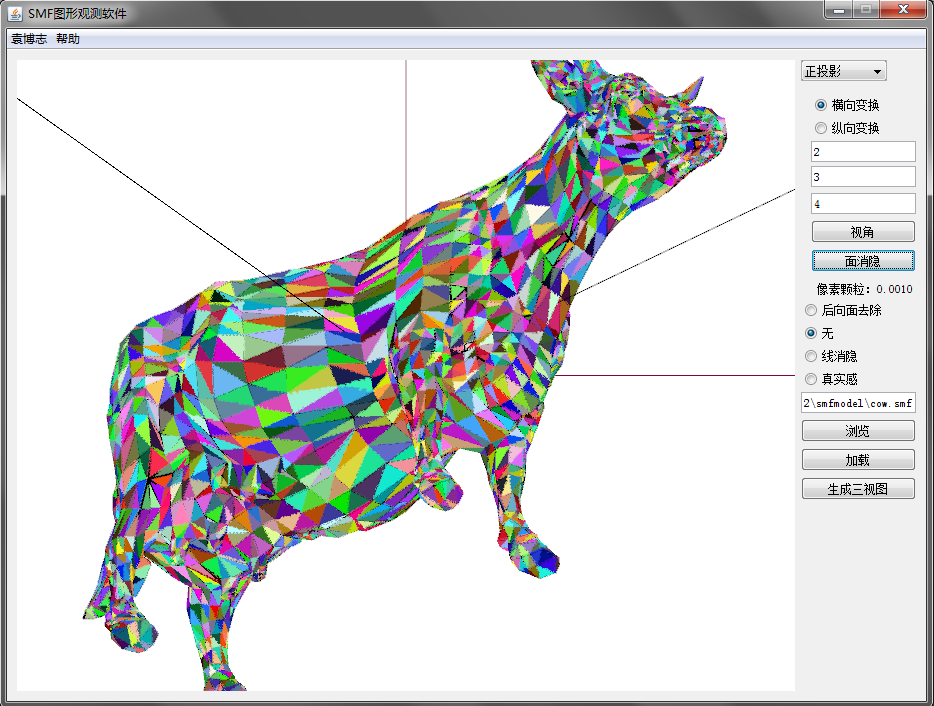 SMF图形观测软件
袁博志 帮助
正投影
横向变换
纵向变换
2
3
4
视角
面消隐
像素颗粒：0.0010
后向面去除
无
线消隐
真实感
2\smfmodel\cow.smf
浏览
加载
生成三视图